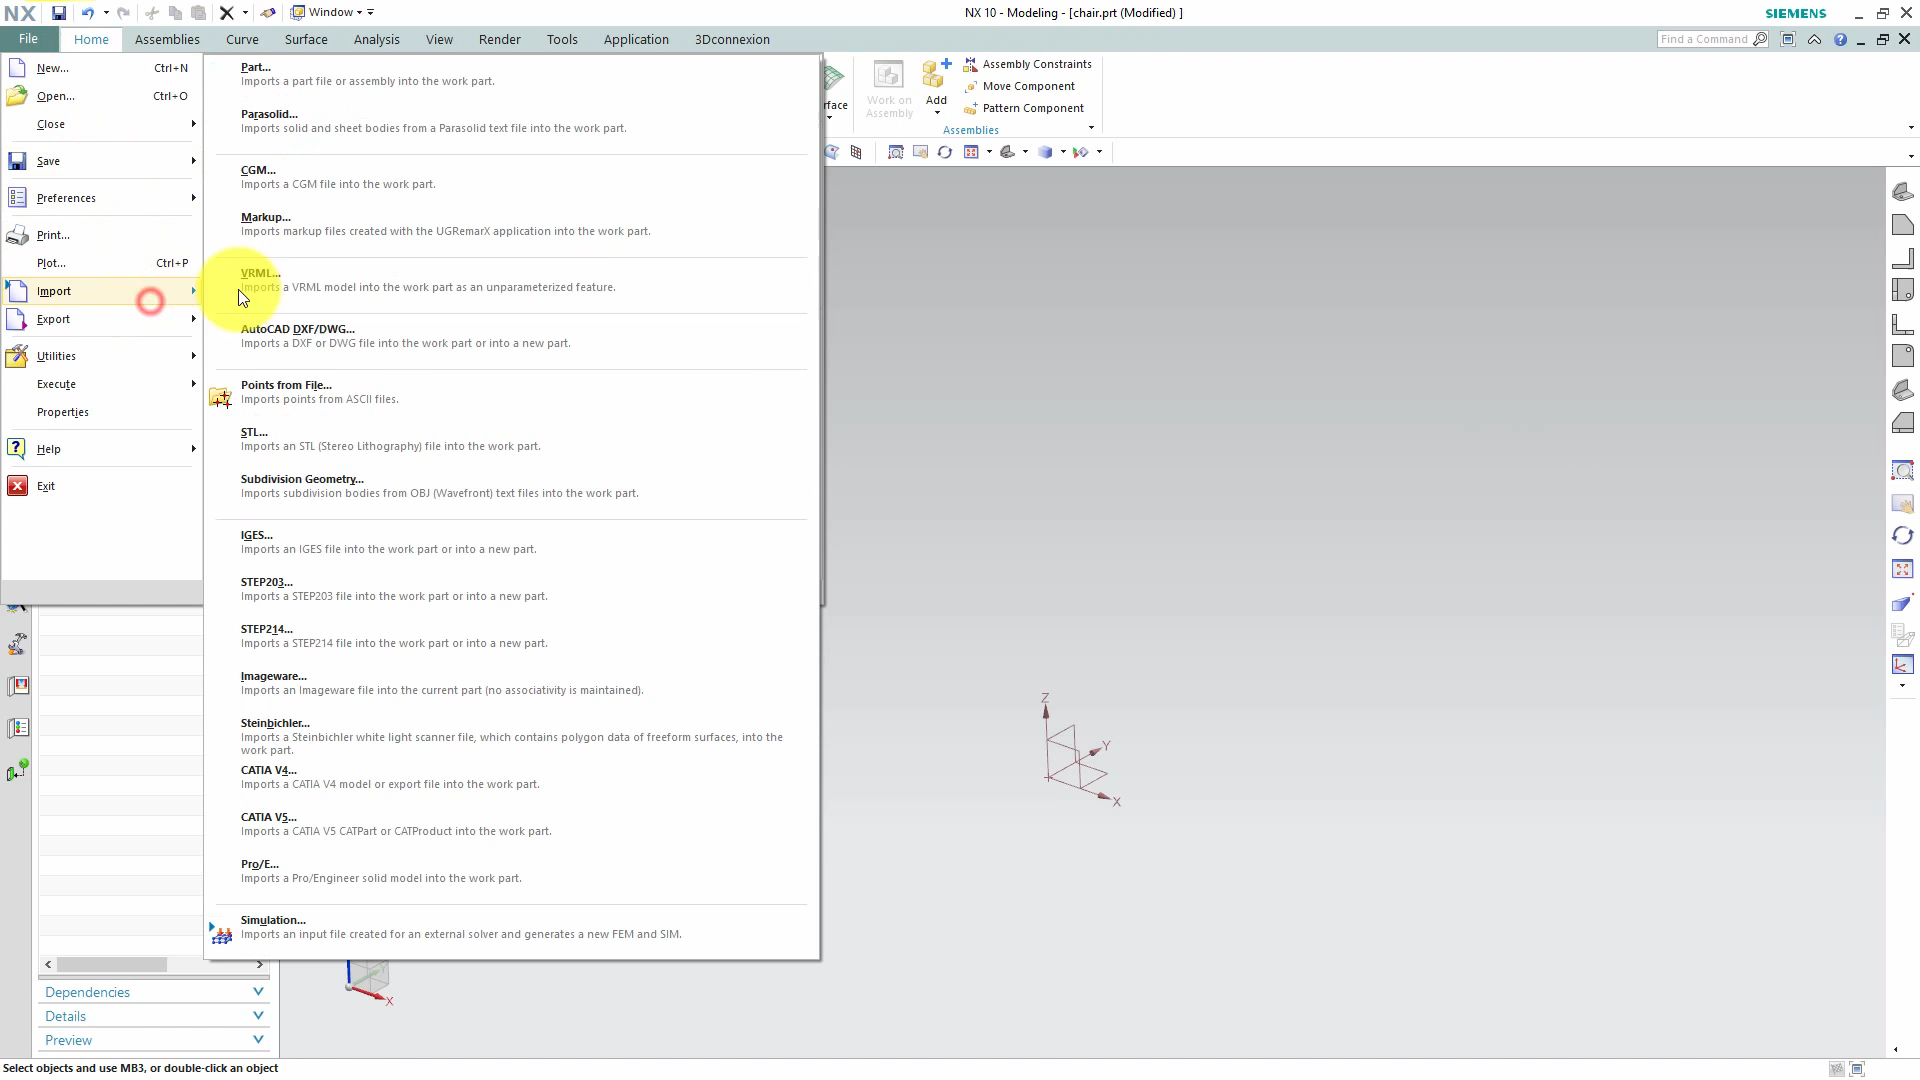 NX Window NX 10 - Modeling - [chair.prt (Modified) ] SIEMENS
File Home Assemblies Curve Surface Analysis View Render Tools Application 3Dconnexion Find a Command
New... Ctrl+N
Open... Ctrl+O
Close
Save
Preferences
Print...
Plot... Ctrl+P
Import
Export
Utilities
Execute
Properties
Help
Exit
Part...
Imports a part file or assembly into the work part.
Parasolid...
Imports solid and sheet bodies from a Parasolid text file into the work part.
CGM...
Imports a CGM file into the work part.
Markup...
Imports markup files created with the UGRemarX application into the work part.
VRML...
Imports a VRML model into the work part as an unparameterized feature.
AutoCAD DXF/DWG...
Imports a DXF or DWG file into the work part or into a new part.
Points from File...
Imports points from ASCII files.
STL...
Imports an STL (Stereo Lithography) file into the work part.
Subdivision Geometry...
Imports subdivision bodies from OBJ (Wavefront) text files into the work part.
IGES...
Imports an IGES file into the work part or into a new part.
STEP203...
Imports a STEP203 file into the work part or into a new part.
STEP214...
Imports a STEP214 file into the work part or into a new part.
Imageware...
Imports an Imageware file into the current part (no associativity is maintained).
Steinbichler...
Imports a Steinbichler white light scanner file, which contains polygon data of freeform surfaces, into the
work part.
CATIA V4...
Imports a CATIA V4 model or export file into the work part.
CATIA V5...
Imports a CATIA V5 CATPart or CATProduct into the work part.
Pro/E...
Imports a Pro/Engineer solid model into the work part.
Simulation...
Imports an input file created for an external solver and generates a new FEM and SIM.
rface
Work on
Assembly
Add
Assembly Constraints
Move Component
Pattern Component
Assemblies
Z
Y
X
X
Dependencies
Details
Preview
Select objects and use MB3, or double-click an object